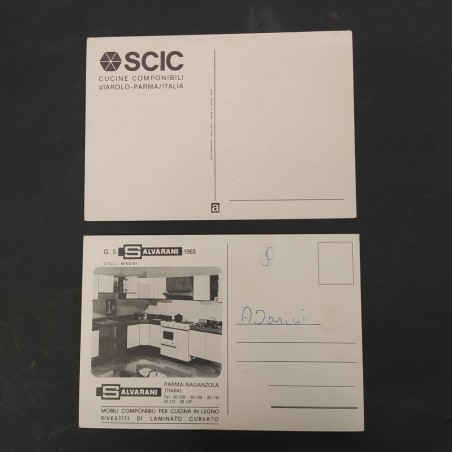 SCIC
CUCINE COMPONIBILI
VIAROLO-PARMA/ITALIA
a
G. S. SALVARANI 1965
CICLI MAGNI
SALVARANI
PARMA-BAGANZOLA
(Italia)
MOBILI COMPONIBILI PER CUCINA IN LEGNO
RIVESTITI DI LAMINATO CURVATO